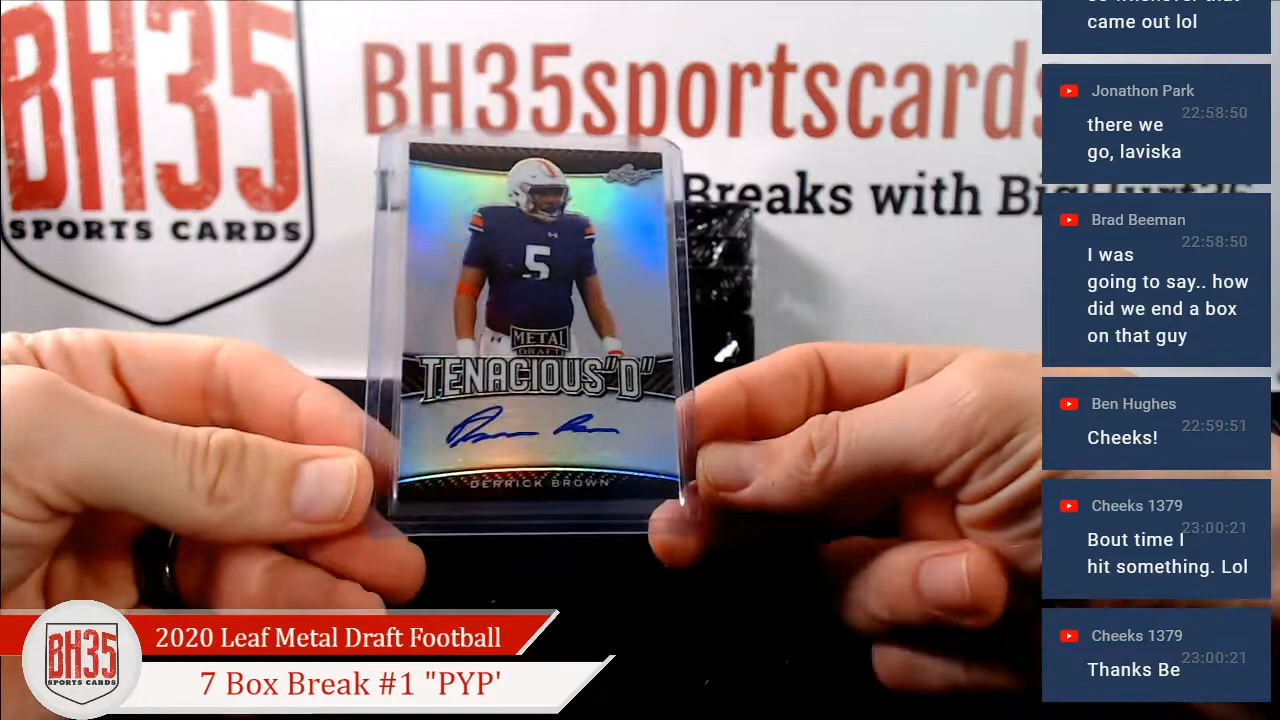 BH35
SPORTS CARDS
BH35sportscards
Breaks with
METAL
DRAFT
TENACIOUS"D"
5
DERRICK BROWN
came out lol
Jonathon Park
22:58:50
there we
go, laviska
Brad Beeman
22:58:50
I was
going to say.. how
did we end a box
on that guy
Ben Hughes
22:59:51
Cheeks!
Cheeks 1379
23:00:21
Bout time I
hit something. Lol
Cheeks 1379
23:00:21
Thanks Be
BH35
SPORTS CARDS
2020 Leaf Metal Draft Football
7 Box Break #1 "PYP'